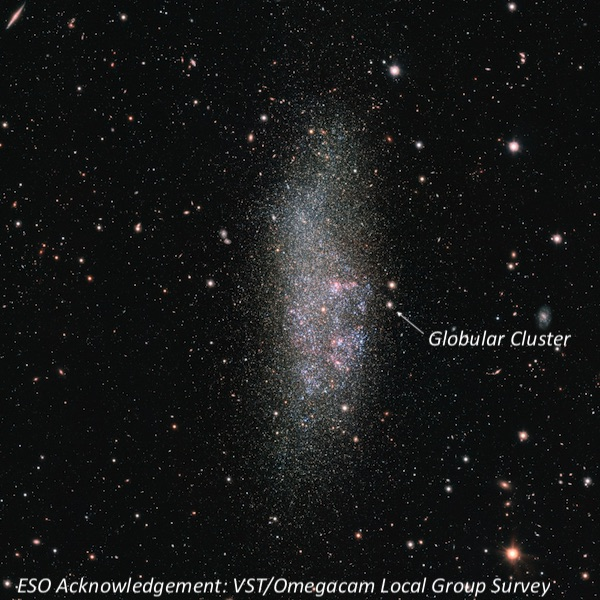 Globular Cluster
ESO Acknowledgement: VST/Omegacam Local Group Survey